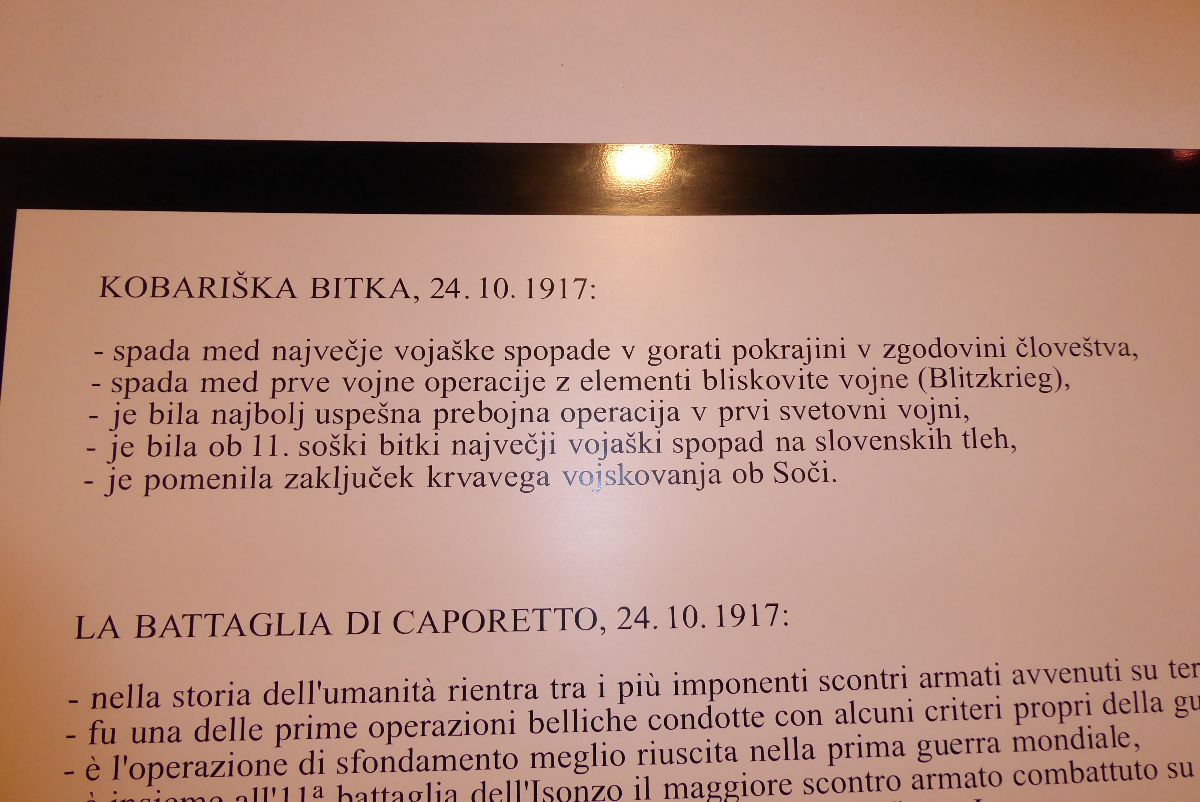 KOBARIŠKA BITKA, 24. 10. 1917:
- spada med največje vojaške spopade v gorati pokrajini v zgodovini človeštva,
- spada med prve vojne operacije z elementi bliskovite vojne (Blitzkrieg),
- je bila najbolj uspešna prebojna operacija v prvi svetovni vojni,
- je bila ob 11. soški bitki največji vojaški spopad na slovenskih tleh,
- je pomenila zaključek krvavega vojskovanja ob Soči.
LA BATTAGLIA DI CAPORETTO, 24. 10. 1917:
- nella storia dell'umanità rientra tra i più imponenti scontri armati avvenuti su ter
- fu una delle prime operazioni belliche condotte con alcuni criteri propri della gu
- è l'operazione di sfondamento meglio riuscita nella prima guerra mondiale,
- è insieme all'11ª battaglia dell'Isonzo il maggiore scontro armato combattuto su